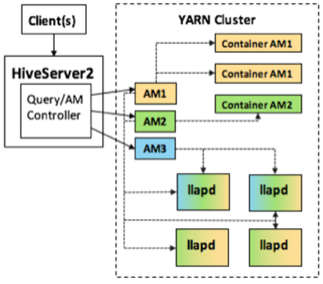 Client(s)
YARN Cluster
HiveServer2
Query/AM
Controller
AM1
AM2
AM3
Container AM1
Container AM1
Container AM2
llapd
llapd
llapd
llapd